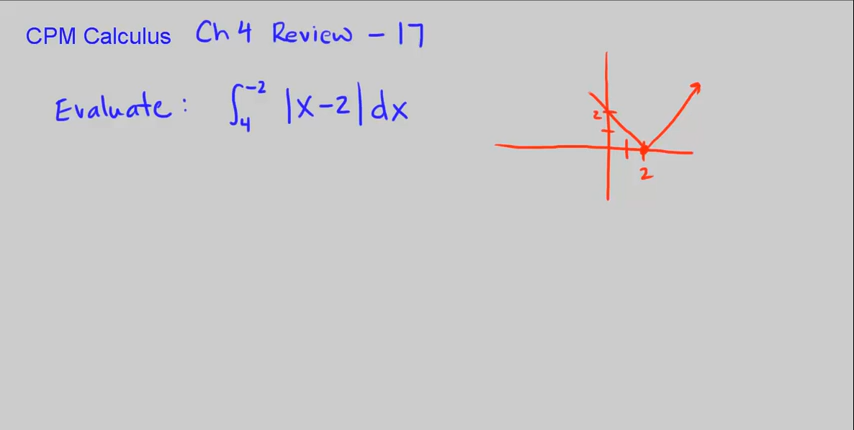 CPM Calculus Ch 4 Review - 17
Evaluate: ∫₄⁻² |x-2| dx
2
2